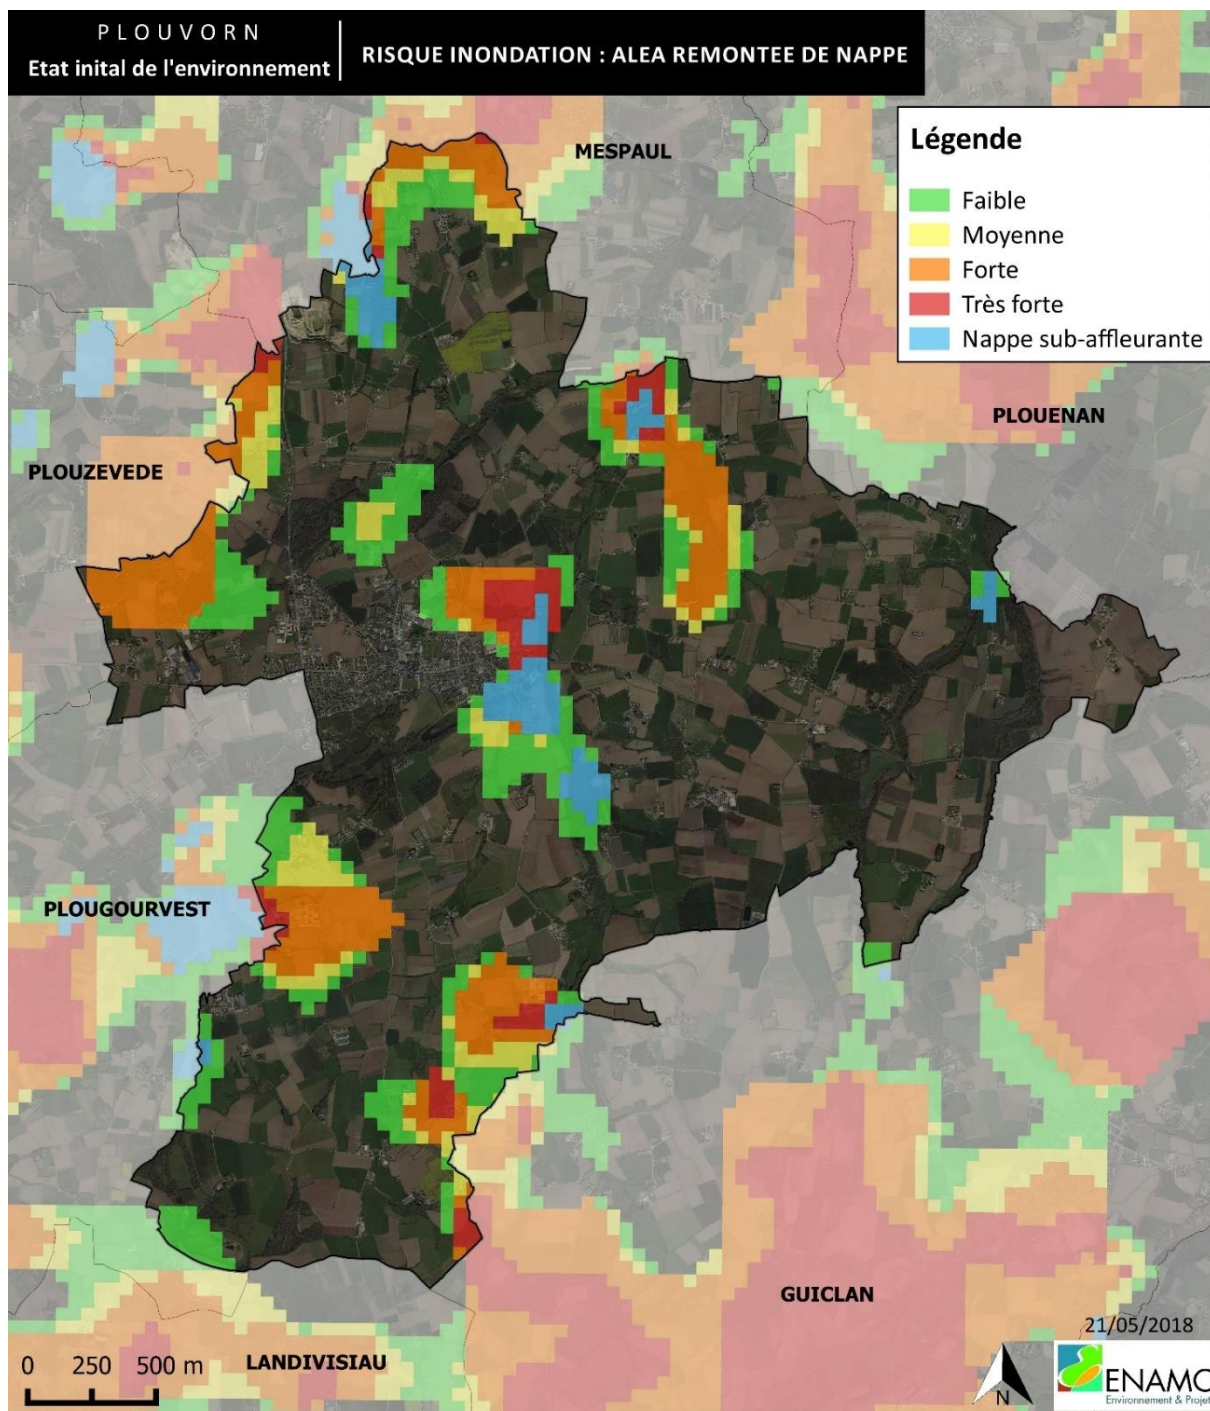 PLOUVORN
Etat inital de l'environnement
RISQUE INONDATION : ALEA REMONTEE DE NAPPE
Légende
Faible
Moyenne
Forte
Très forte
Nappe sub-affleurante
MESPAUL
PLOUENAN
PLOUZEVEDE
PLOUGOURVEST
GUICLAN
LANDIVISIAU
21/05/2018
0 250 500 m
N
ENAMO
Environnement & Projet